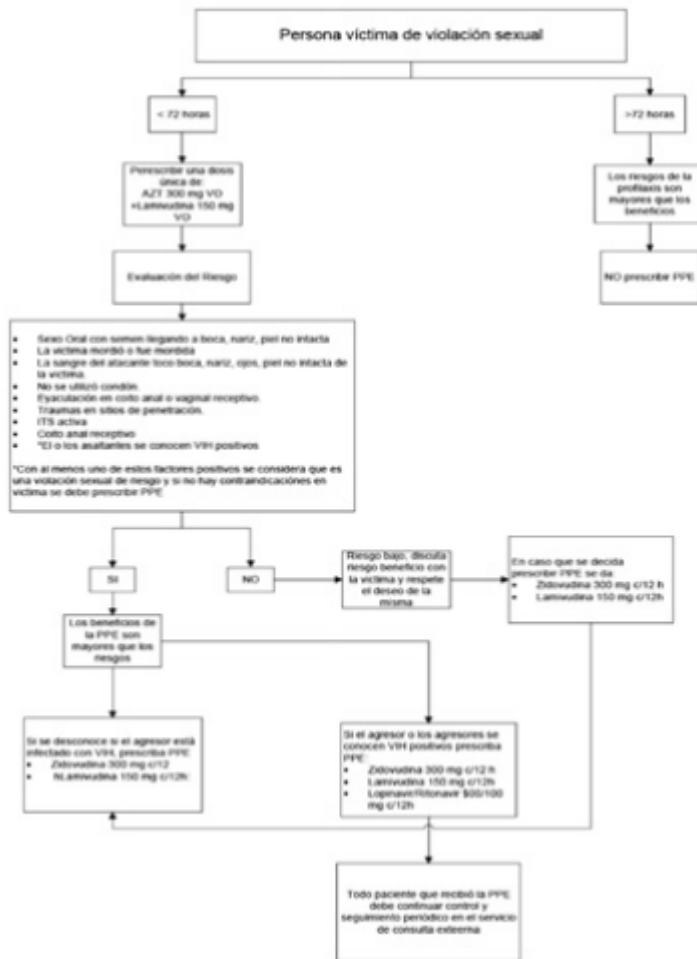 Persona víctima de violación sexual
< 72 horas
>72 horas
Perescribir una dosis
única de:
AZT 300 mg VO
+Lamivudina 150 mg
VO
Los riesgos de la
profilaxis son
mayores que los
beneficios
Evaluación del Riesgo
NO prescribir PPE
• Sexo Oral con semen llegando a boca, nariz, piel no intacta
• La victima mordió o fue mordida
• La sangre del atacante toco boca, nariz, ojos, piel no intacta de
la victima.
• No se utilizó condón.
• Eyaculación en coito anal o vaginal receptivo.
• Traumas en sitios de penetración.
• ITS activa
• Coito anal receptivo
• *El o los asaltantes se conocen VIH positivos
*Con al menos uno de estos factores positivos se considera que es
una violación sexual de riesgo y si no hay contraindicaciónes en
victima se debe prescribir PPE
SI
NO
Riesgo bajo, discuta
riesgo beneficio con
la victima y respete
el deseo de la
misma
En caso que se decida
prescribir PPE se da
• Zidovudina 300 mg c/12 h
• Lamivudina 150 mg c/12h
Los beneficios de
la PPE son
mayores que los
riesgos
Si se desconoce si el agresor está
infectado con VIH, prescriba PPE
• Zidovudina 300 mg c/12
• NLamivudina 150 mg c/12h:
Si el agresor o los agresores se
conocen VIH positivos prescriba
PPE:
• Zidovudina 300 mg c/12 h
• Lamivudina 150 mg c/12h
• Lopinavir/Ritonavir /100
mg c/12h
Todo paciente que recibió la PPE
debe continuar control y
seguimiento periódico en el servicio
de consulta exteerna